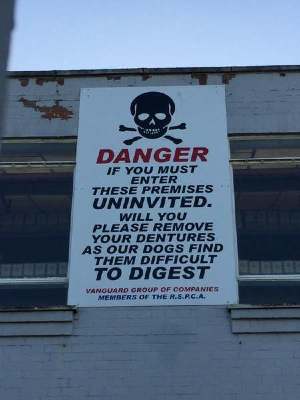 DANGER
IF YOU MUST
ENTER
THESE PREMISES
UNINVITED.
WILL YOU
PLEASE REMOVE
YOUR DENTURES
AS OUR DOGS FIND
THEM DIFFICULT
TO DIGEST
VANGUARD GROUP OF COMPANIES
MEMBERS OF THE R.S.P.C.A.